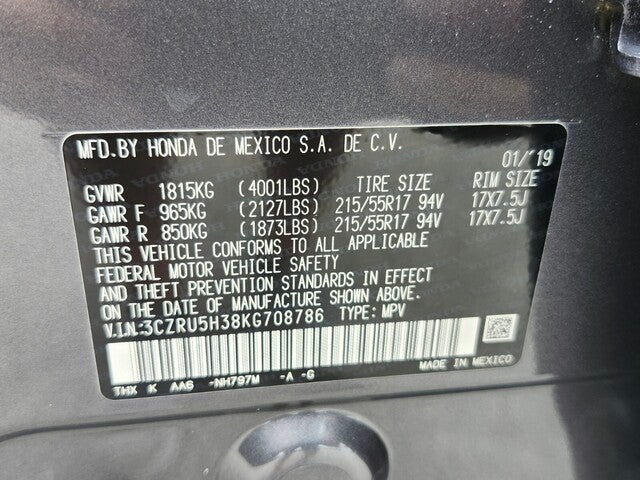 MFD.BY HONDA DE MEXICO S.A. DE C.V.
01/'19
GVWR 1815KG (4001LBS) TIRE SIZE RIM SIZE
GAWR F 965KG (2127LBS) 215/55R17 94V 17X7.5J
GAWR R 850KG (1873LBS) 215/55R17 94V 17X7.5J
THIS VEHICLE CONFORMS TO ALL APPLICABLE
FEDERAL MOTOR VEHICLE SAFETY
AND THEFT PREVENTION STANDARDS IN EFFECT
ON THE DATE OF MANUFACTURE SHOWN ABOVE.
V.I.N:3CZRU5H38KG708786 TYPE: MPV
THX K AA6 -NH797M -A -G
MADE IN MEXICO